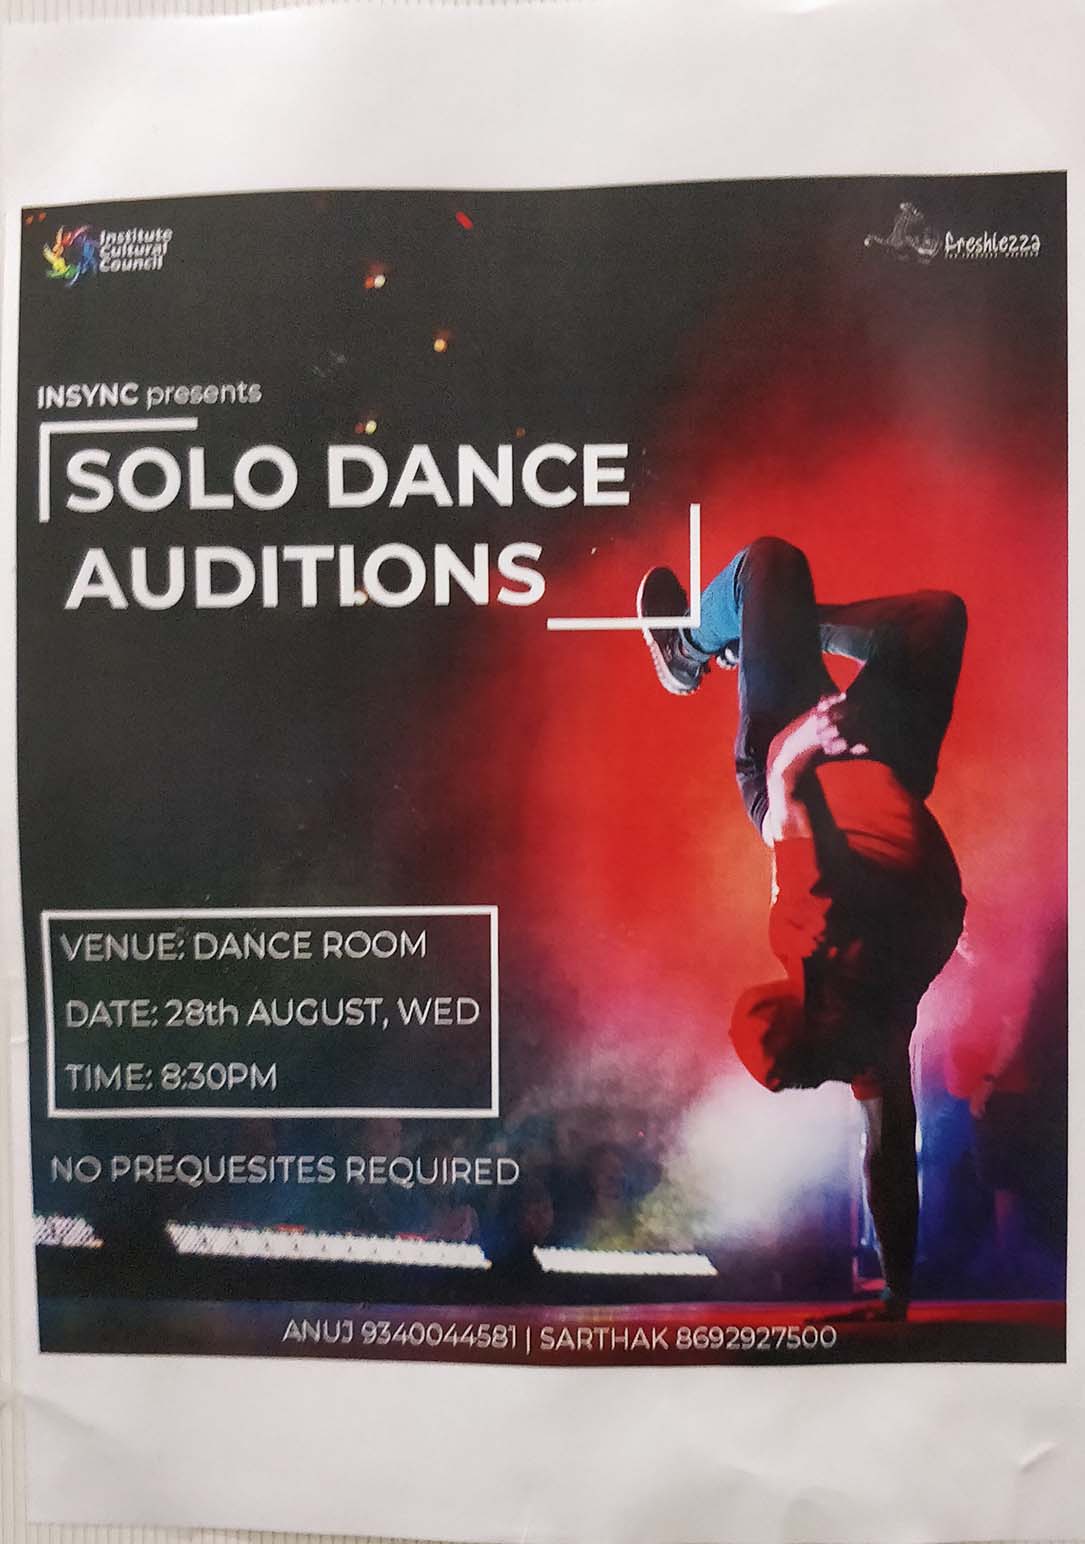 Institute
Cultural
Council
freshiezza
INSYNC presents
SOLO DANCE
AUDITIONS
VENUE: DANCE ROOM
DATE: 28th AUGUST, WED
TIME: 8:30PM
NO PREQUESITES REQUIRED
ANUJ 9340044581 | SARTHAK 8692927500